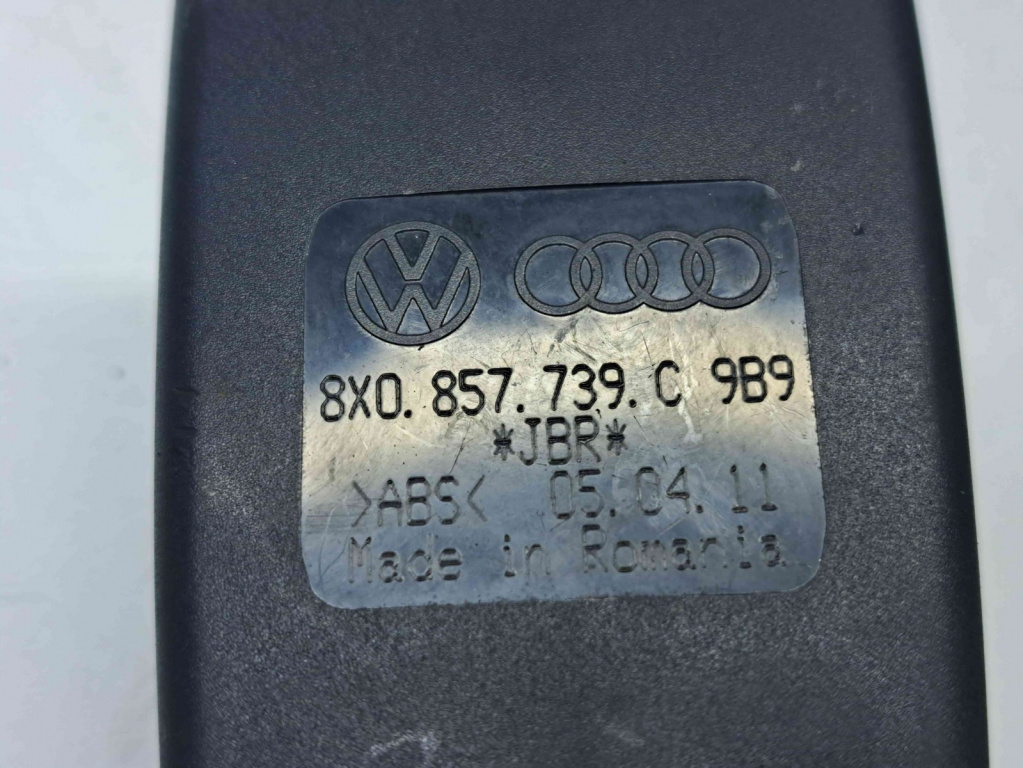 8X0.857.739.C 9B9
*JBR*
>ABS< 05.04.11
Made in Romania